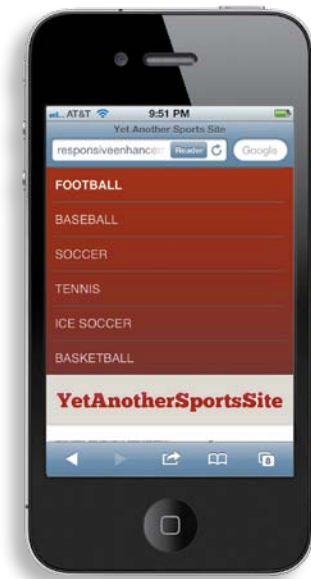 AT&T 9:51 PM
Yet Another Sports Site
responsiveenhancem Reader Google
FOOTBALL
BASEBALL
SOCCER
TENNIS
ICE SOCCER
BASKETBALL
YetAnotherSportsSite
8